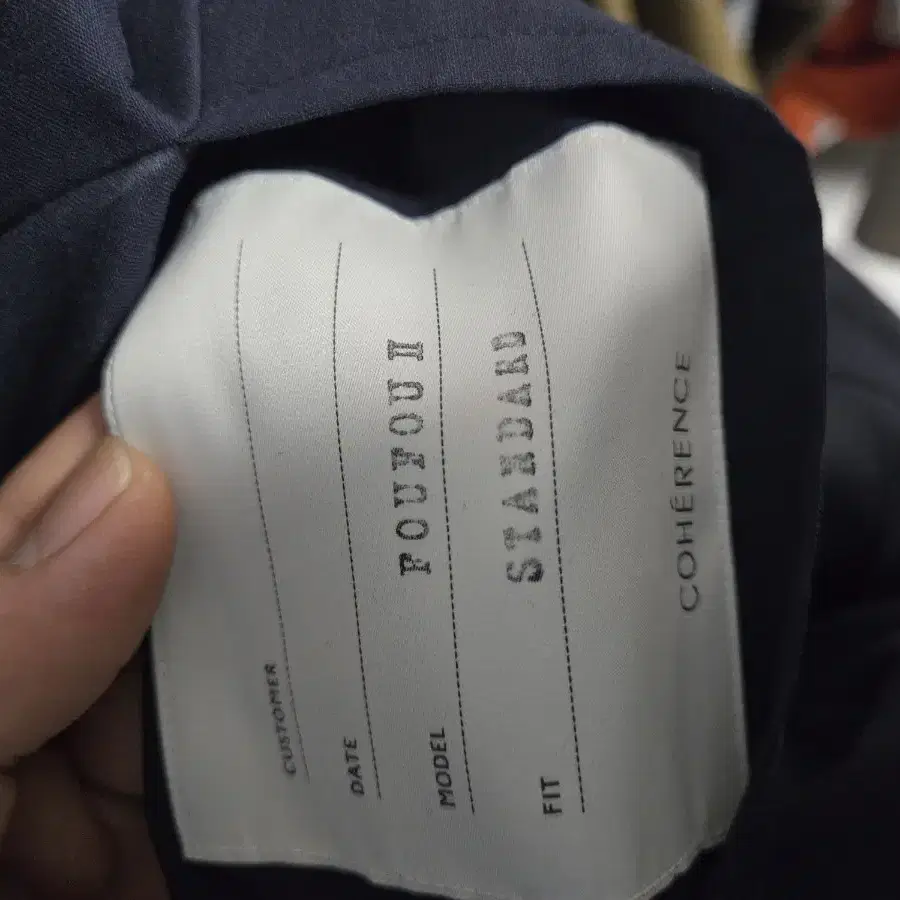 CUSTOMER
DATE
MODEL FOUFOU II
FIT STANDARD
COHÉRENCE